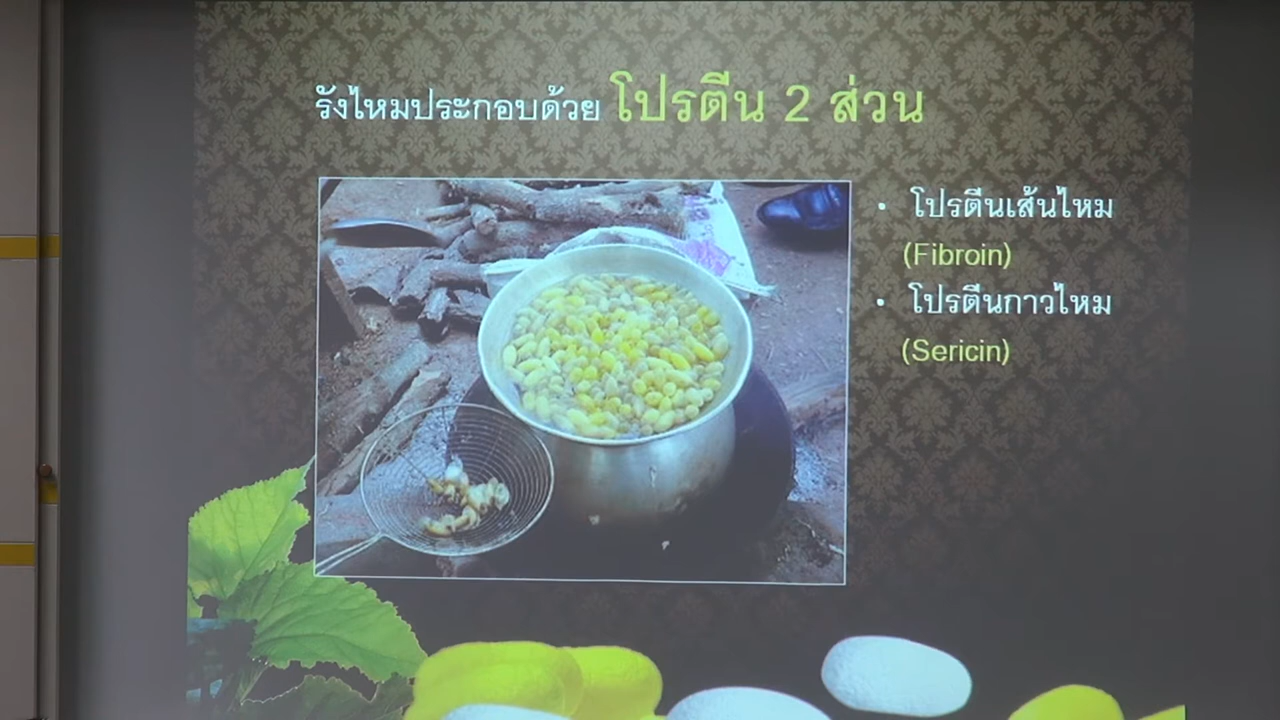 รังไหมประกอบด้วย โปรตีน 2 ส่วน
• โปรตีนเส้นไหม
(Fibroin)
• โปรตีนกาวไหม
(Sericin)